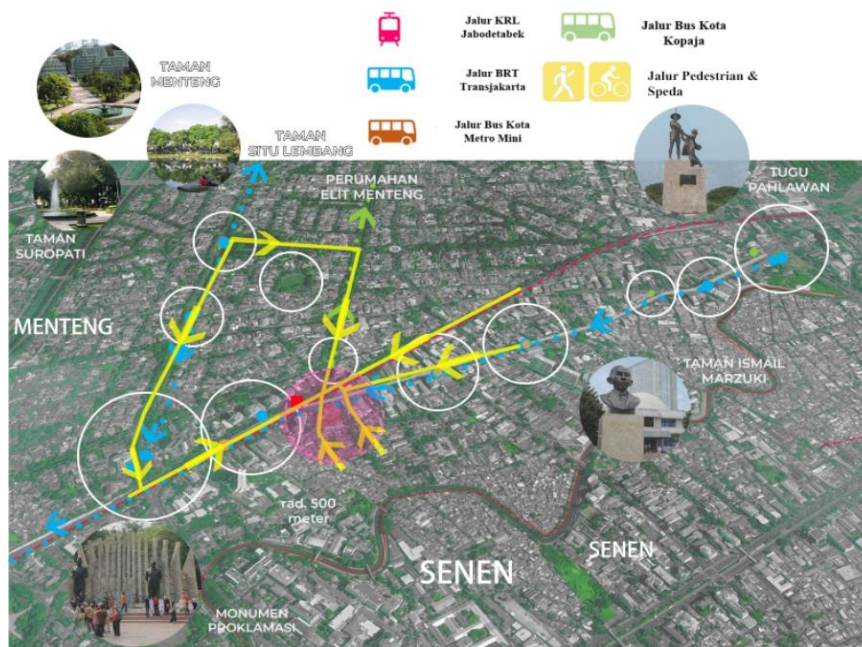 Jalur KRL
Jabodetabek
Jalur Bus Kota
Kopaja
Jalur BRT
Transjakarta
Jalur Pedestrian &
Speda
Jalur Bus Kota
Metro Mini
TAMAN
MENTENG
TAMAN
SITU LEMBANG
PERUMAHAN
ELIT MENTENG
TUGU
PAHLAWAN
TAMAN
SUROPATI
MENTENG
TAMAN ISMAIL
MARZUKI
rad. 500
meter
SENEN
SENEN
MONUMEN
PROKLAMASI